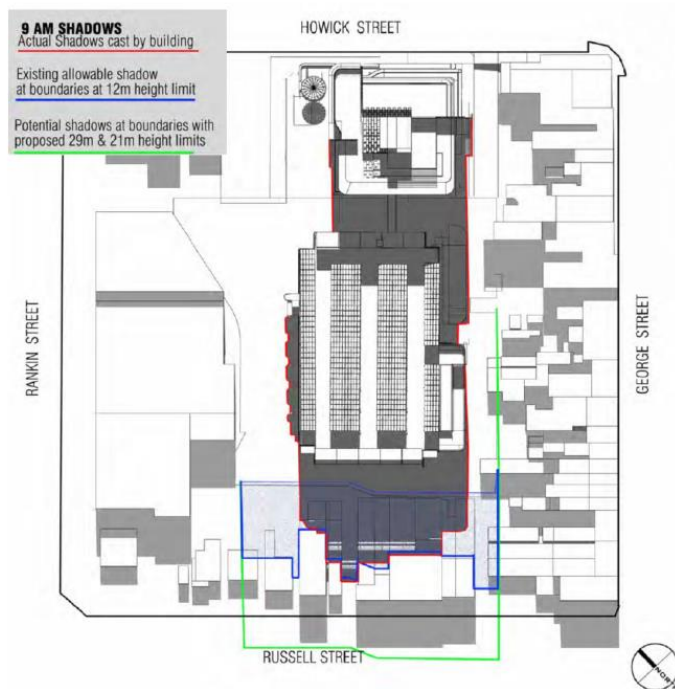 9 AM SHADOWS
Actual Shadows cast by building
Existing allowable shadow
at boundaries at 12m height limit
Potential shadows at boundaries with
proposed 29m & 21m height limits
HOWICK STREET
RANKIN STREET
GEORGE STREET
RUSSELL STREET
NORTH